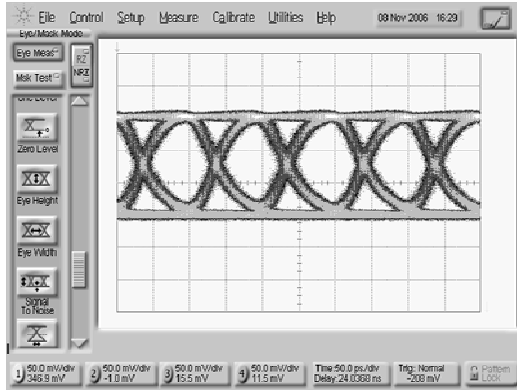 File Control Setup Measure Calibrate Utilities Help 08 Nov 2006 16:29
Eye/Mask Mode
Eye Meas
RZ
NRZ
Msk Test
One Level
Zero Level
Eye Height
Eye Width
Signal
To Noise
1) 50.0 mV/div
346.9 mV
2) 50.0 mV/div
-1.0 mV
3) 50.0 mV/div
15.5 mV
4) 50.0 mV/div
11.5 mV
Time:50.0 ps/div
Delay:24.0368 ns
Trig: Normal
-200 mV
Pattern
Lock